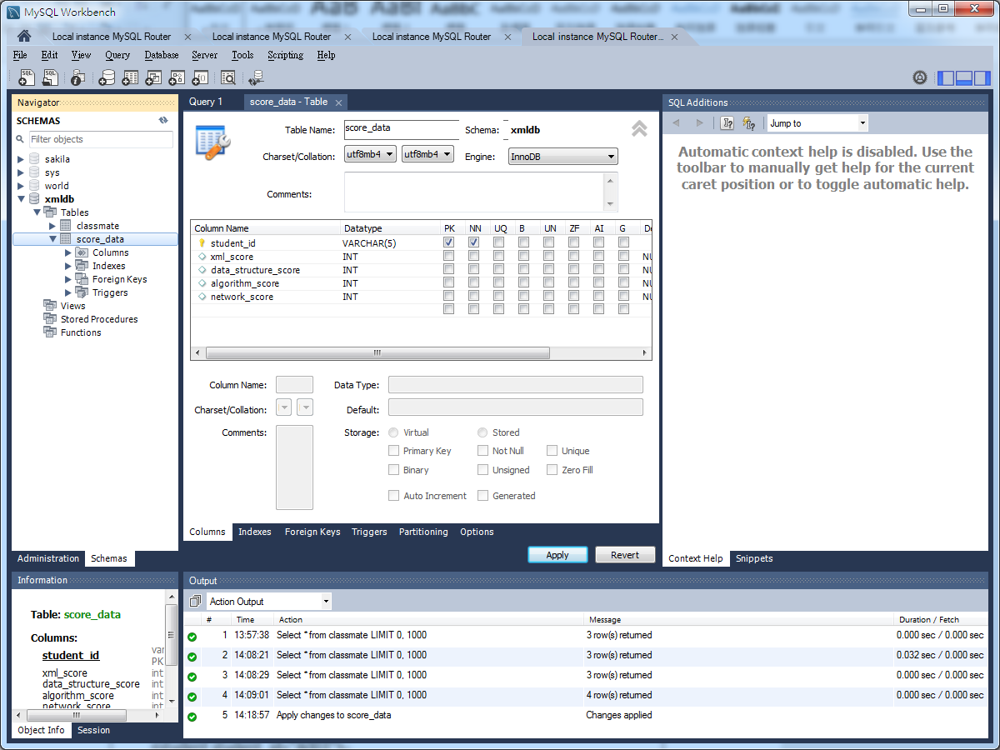 MySQL Workbench
Local instance MySQL Router
Local instance MySQL Router
Local instance MySQL Router
Local instance MySQL Router...
File Edit View Query Database Server Tools Scripting Help
Navigator
SCHEMAS
Filter objects
sakila
sys
world
xmldb
Tables
classmate
score_data
Columns
Indexes
Foreign Keys
Triggers
Views
Stored Procedures
Functions
Administration Schemas
Query 1
score_data - Table
Table Name: score_data Schema: xmldb
Charset/Collation: utf8mb4 utf8mb4 Engine: InnoDB
Comments:
Column Name Datatype PK NN UQ B UN ZF AI G
student_id VARCHAR(5)
xml_score INT
data_structure_score INT
algorithm_score INT
network_score INT
Column Name: Data Type:
Charset/Collation: Default:
Comments: Storage: Virtual Stored
Primary Key Not Null Unique
Binary Unsigned Zero Fill
Auto Increment Generated
Columns Indexes Foreign Keys Triggers Partitioning Options
Apply Revert
SQL Additions
Jump to
Automatic context help is disabled. Use the
toolbar to manually get help for the current
caret position or to toggle automatic help.
Context Help Snippets
Information
Table: score_data
Columns:
student_id var
PK
xml_score int
data_structure_score int
algorithm_score int
network_score int
Object Info Session
Output
Action Output
# Time Action Message Duration / Fetch
1 13:57:38 Select * from classmate LIMIT 0, 1000 3 row(s) returned 0.000 sec / 0.000 sec
2 14:08:21 Select * from classmate LIMIT 0, 1000 3 row(s) returned 0.032 sec / 0.000 sec
3 14:08:29 Select * from classmate LIMIT 0, 1000 3 row(s) returned 0.000 sec / 0.000 sec
4 14:09:01 Select * from classmate LIMIT 0, 1000 4 row(s) returned 0.000 sec / 0.000 sec
5 14:18:57 Apply changes to score_data Changes applied